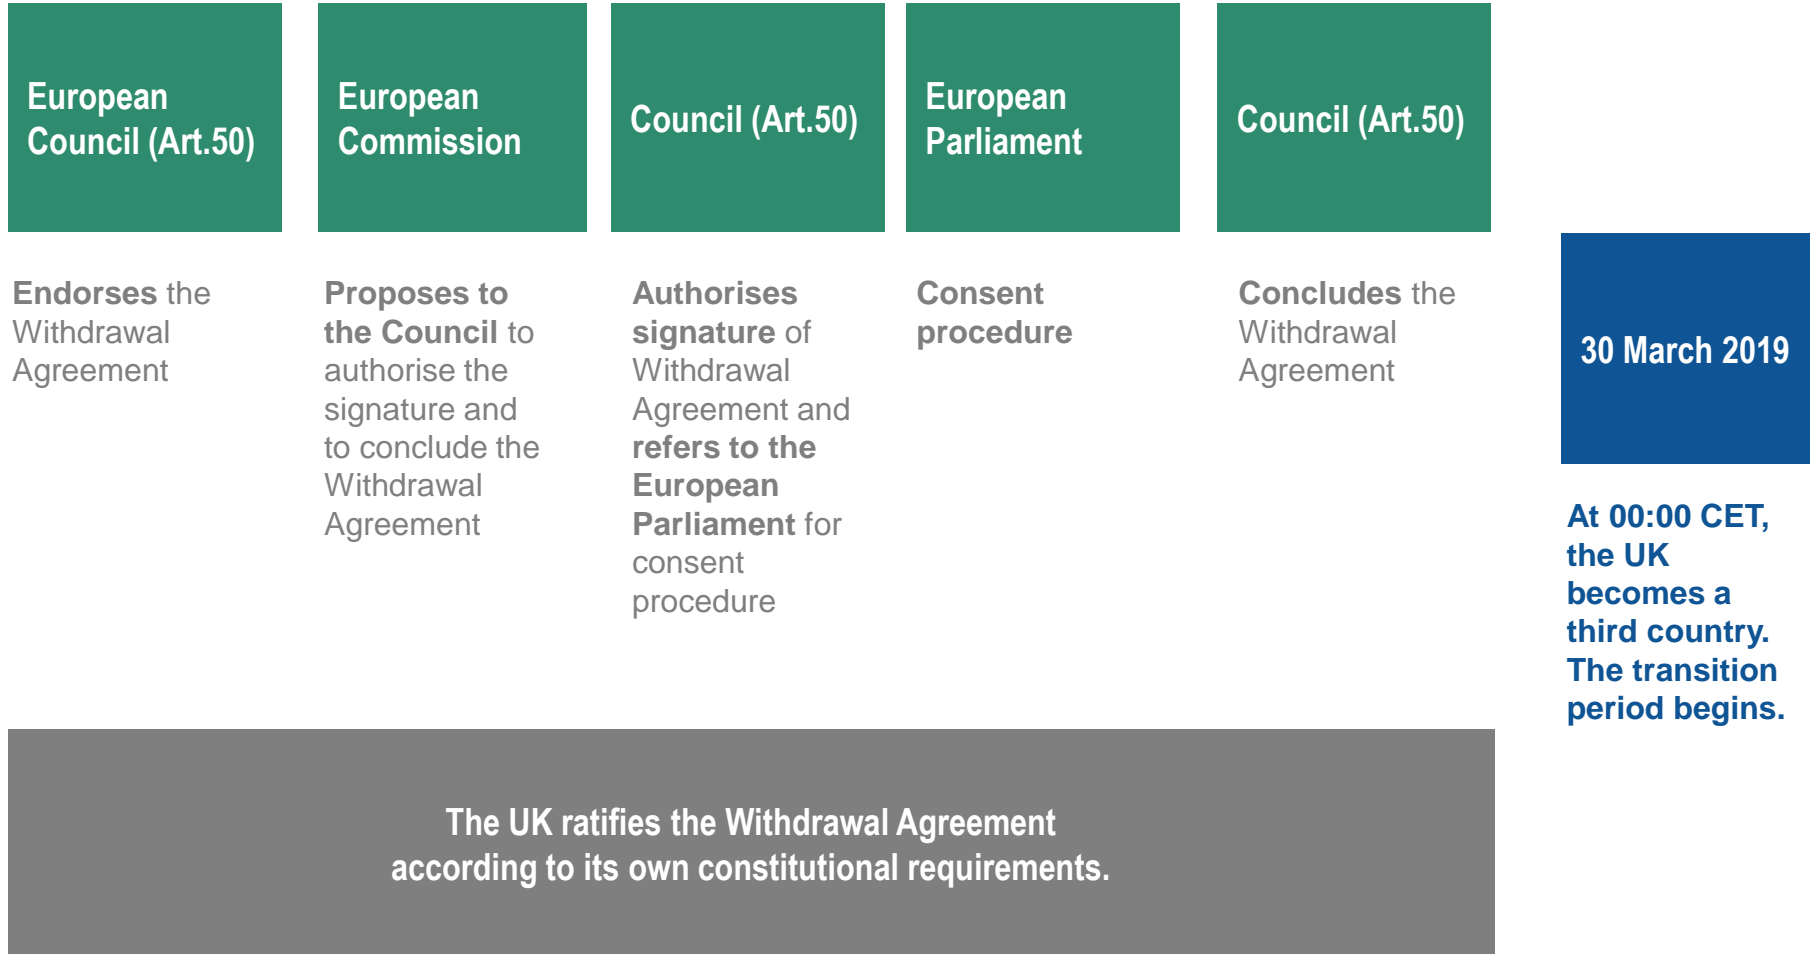 European
Council (Art.50)
European
Commission
Council (Art.50)
European
Parliament
Council (Art.50)
Endorses the
Withdrawal
Agreement
Proposes to
the Council to
authorise the
signature and
to conclude the
Withdrawal
Agreement
Authorises
signature of
Withdrawal
Agreement and
refers to the
European
Parliament for
consent
procedure
Consent
procedure
Concludes the
Withdrawal
Agreement
30 March 2019
At 00:00 CET,
the UK
becomes a
third country.
The transition
period begins.
The UK ratifies the Withdrawal Agreement
according to its own constitutional requirements.